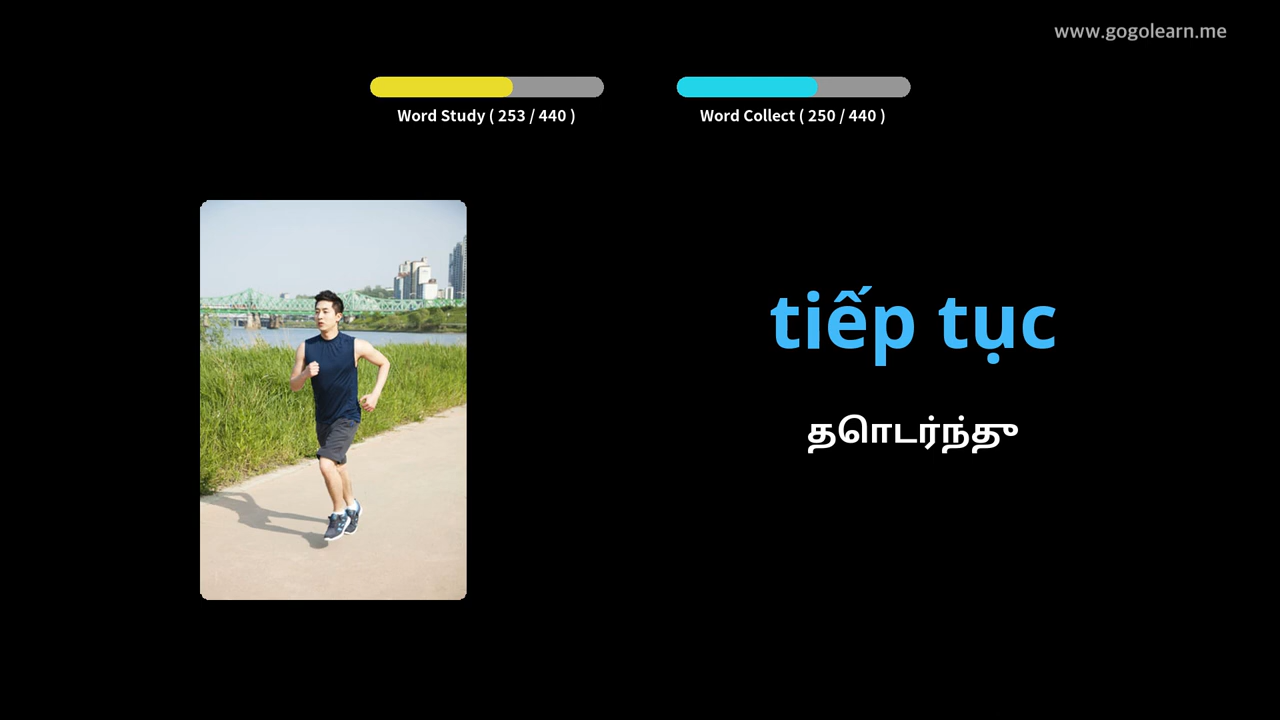 www.gogolearn.me
Word Study ( 253 / 440 )
Word Collect ( 250 / 440 )
tiếp tục
தொடர்ந்து